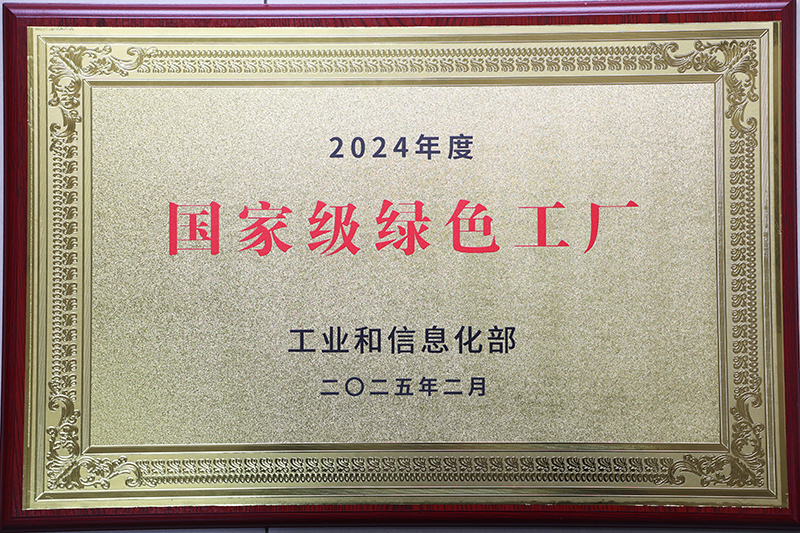 2024年度
国家级绿色工厂
工业和信息化部
二〇二五年二月